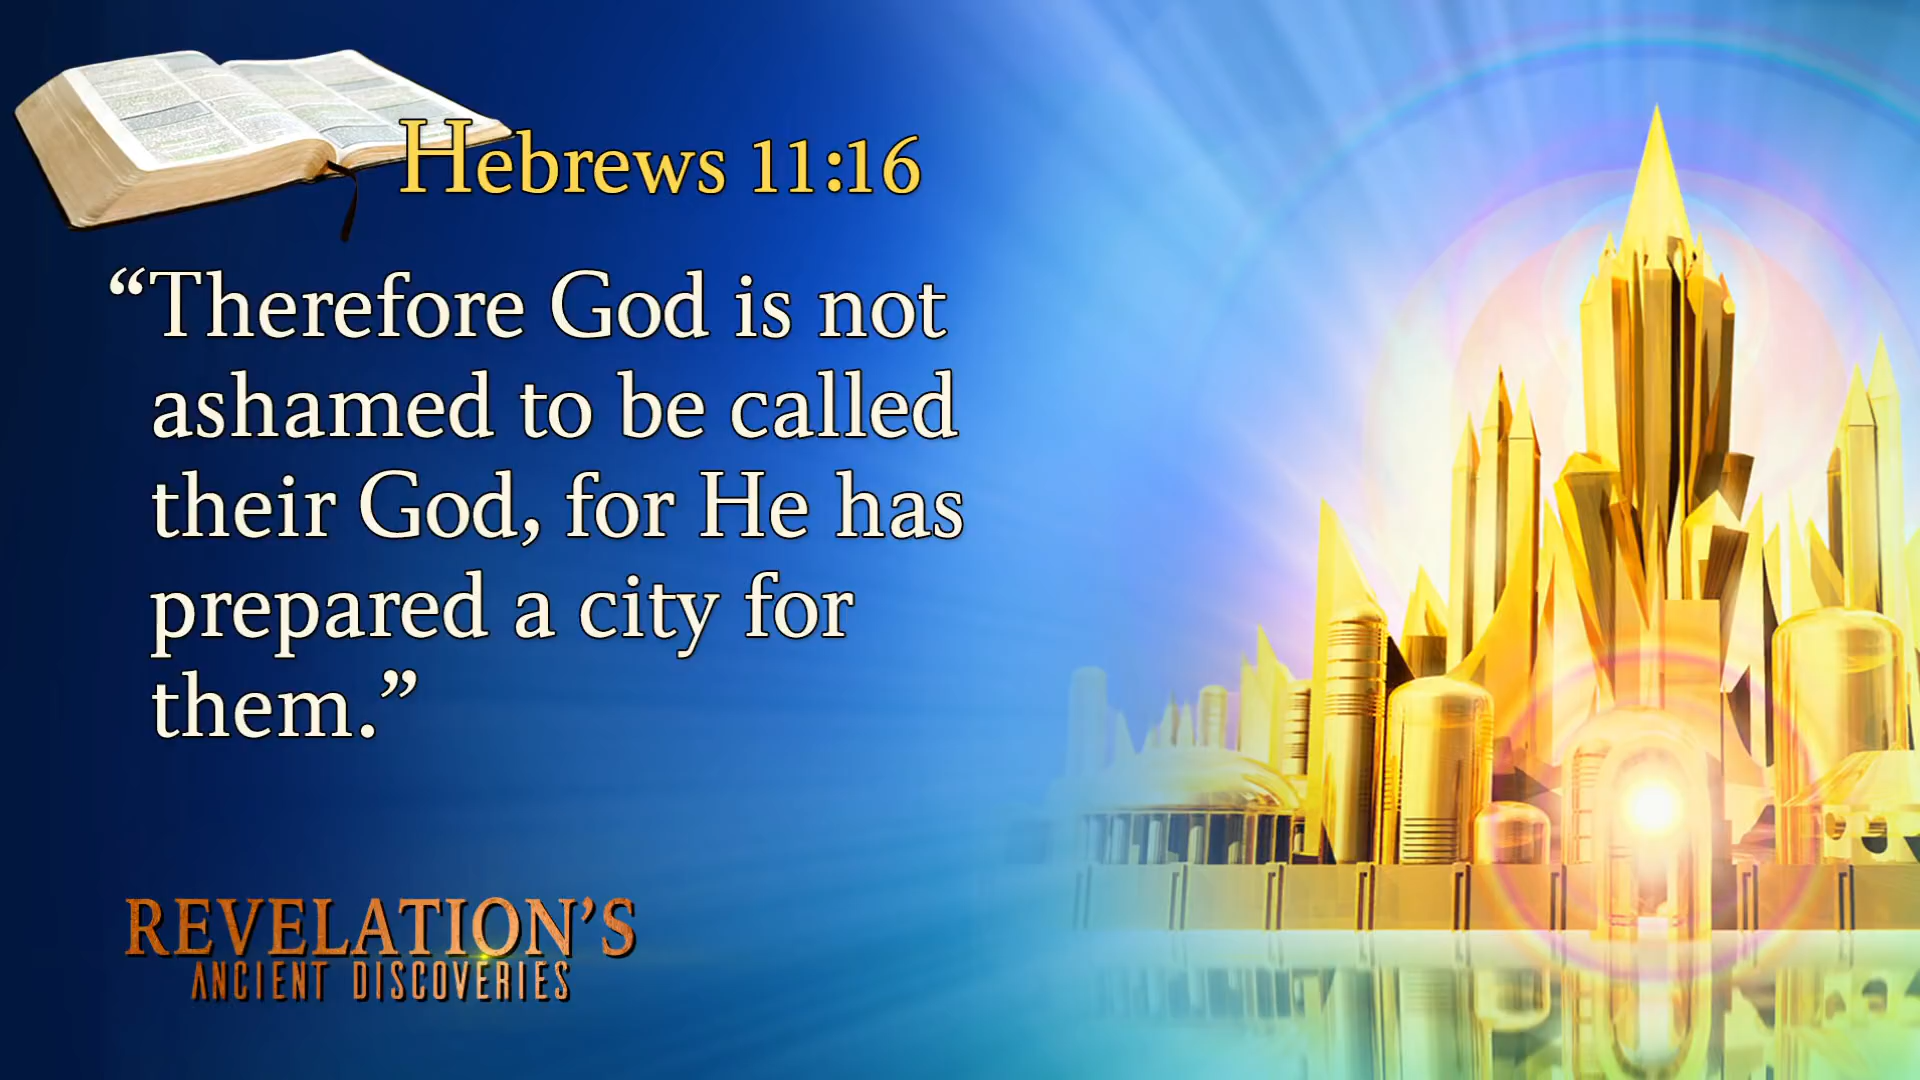 Hebrews 11:16
“Therefore God is not
ashamed to be called
their God, for He has
prepared a city for
them.”
REVELATION’S
ANCIENT DISCOVERIES